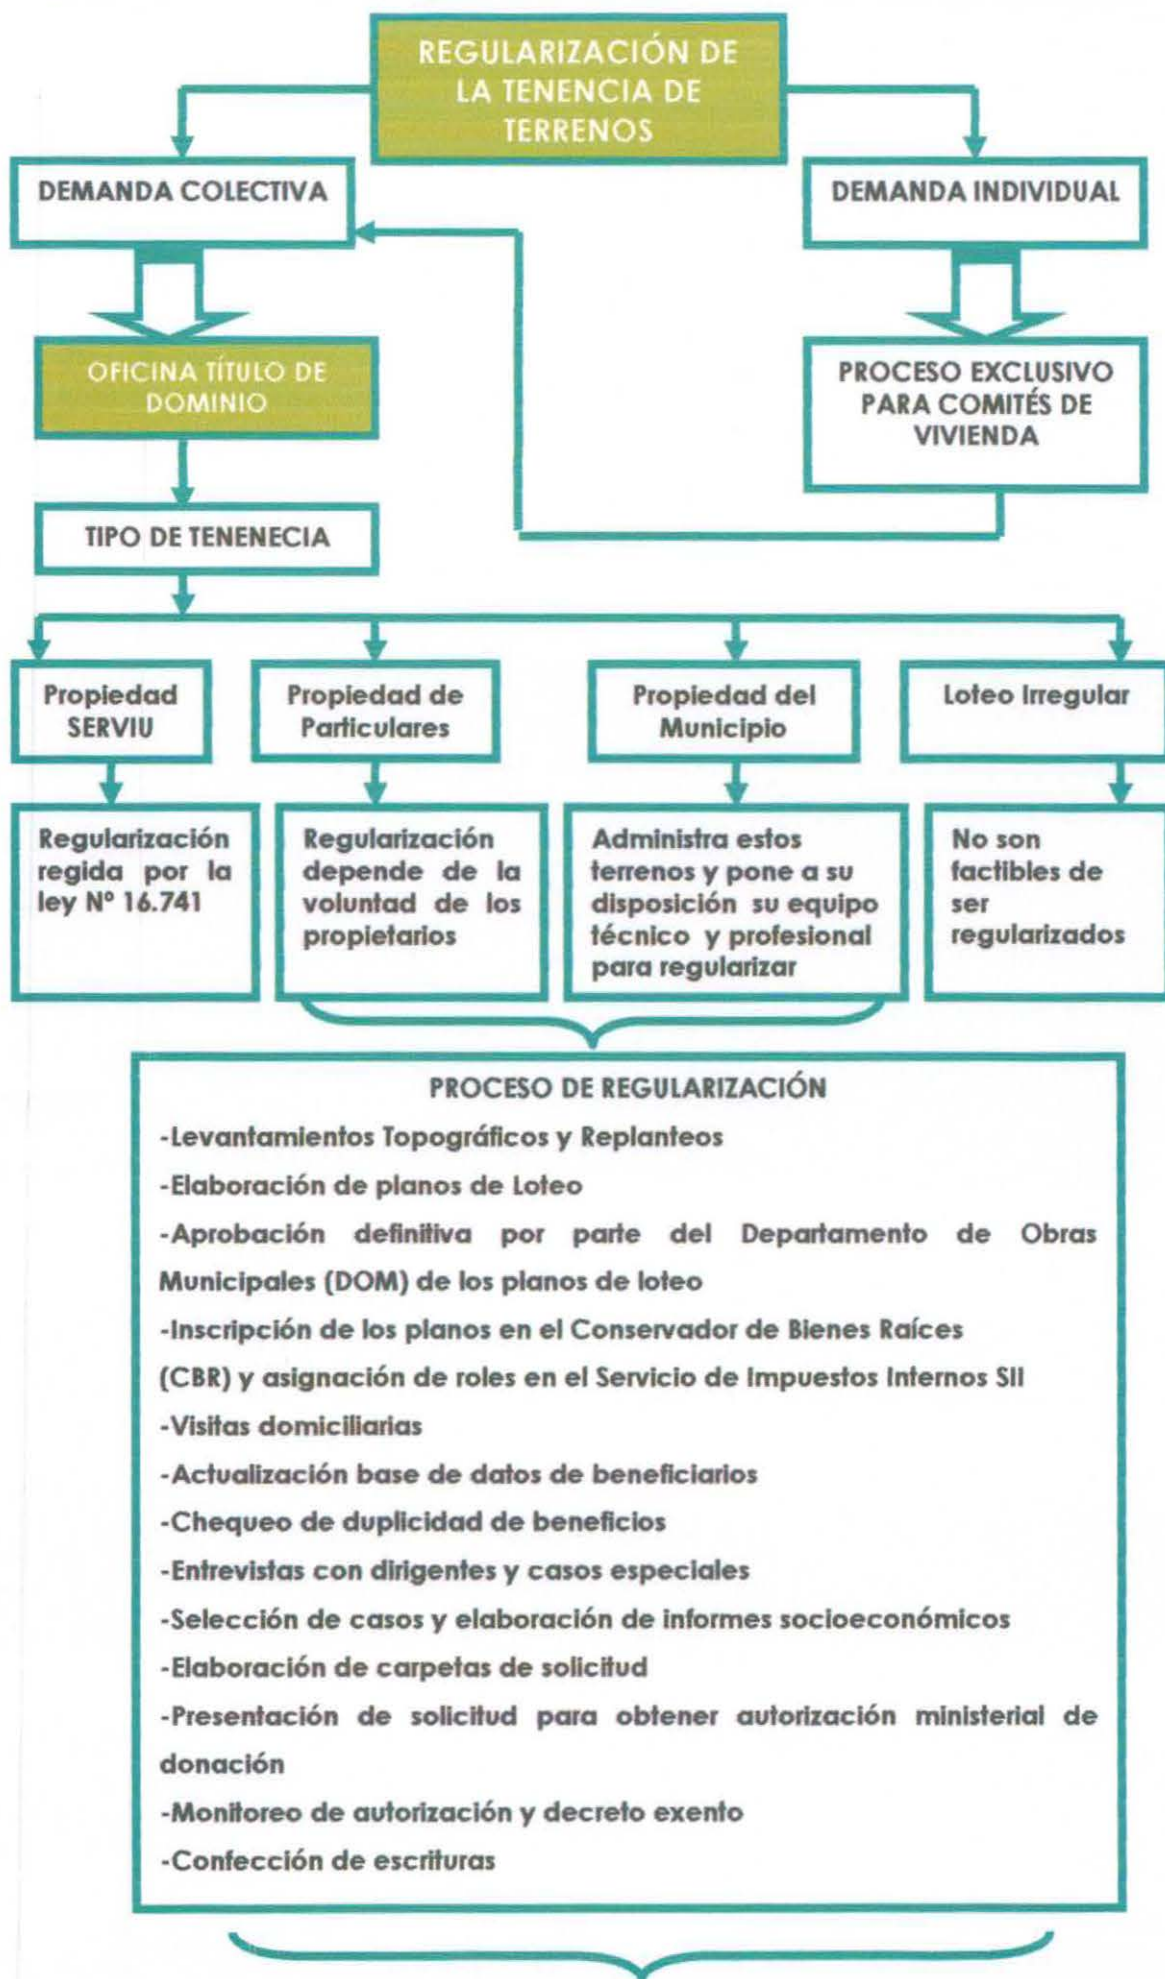 REGULARIZACIÓN DE
LA TENENCIA DE
TERRENOS
DEMANDA COLECTIVA
DEMANDA INDIVIDUAL
OFICINA TÍTULO DE
DOMINIO
PROCESO EXCLUSIVO
PARA COMITÉS DE
VIVIENDA
TIPO DE TENENECIA
Propiedad
SERVIU
Propiedad de
Particulares
Propiedad del
Municipio
Loteo Irregular
Regularización
regida por la
ley Nº 16.741
Regularización
depende de la
voluntad de los
propietarios
Administra estos
terrenos y pone a su
disposición su equipo
técnico y profesional
para regularizar
No son
factibles de
ser
regularizados
PROCESO DE REGULARIZACIÓN
-Levantamientos Topográficos y Replanteos
-Elaboración de planos de Loteo
-Aprobación definitiva por parte del Departamento de Obras
Municipales (DOM) de los planos de loteo
-Inscripción de los planos en el Conservador de Bienes Raíces
(CBR) y asignación de roles en el Servicio de Impuestos Internos SII
-Visitas domiciliarias
-Actualización base de datos de beneficiarios
-Chequeo de duplicidad de beneficios
-Entrevistas con dirigentes y casos especiales
-Selección de casos y elaboración de informes socioeconómicos
-Elaboración de carpetas de solicitud
-Presentación de solicitud para obtener autorización ministerial de
donación
-Monitoreo de autorización y decreto exento
-Confección de escrituras